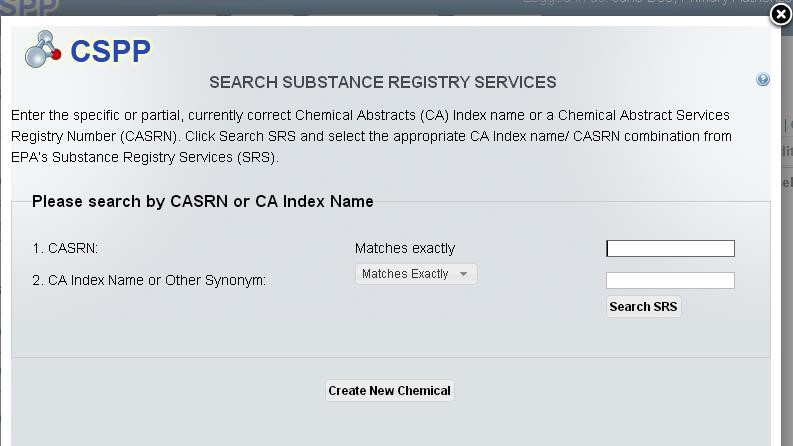 CSPP
SEARCH SUBSTANCE REGISTRY SERVICES
Enter the specific or partial, currently correct Chemical Abstracts (CA) Index name or a Chemical Abstract Services
Registry Number (CASRN). Click Search SRS and select the appropriate CA Index name/ CASRN combination from
EPA's Substance Registry Services (SRS).
Please search by CASRN or CA Index Name
1. CASRN: Matches exactly
2. CA Index Name or Other Synonym: Matches Exactly
Search SRS
Create New Chemical